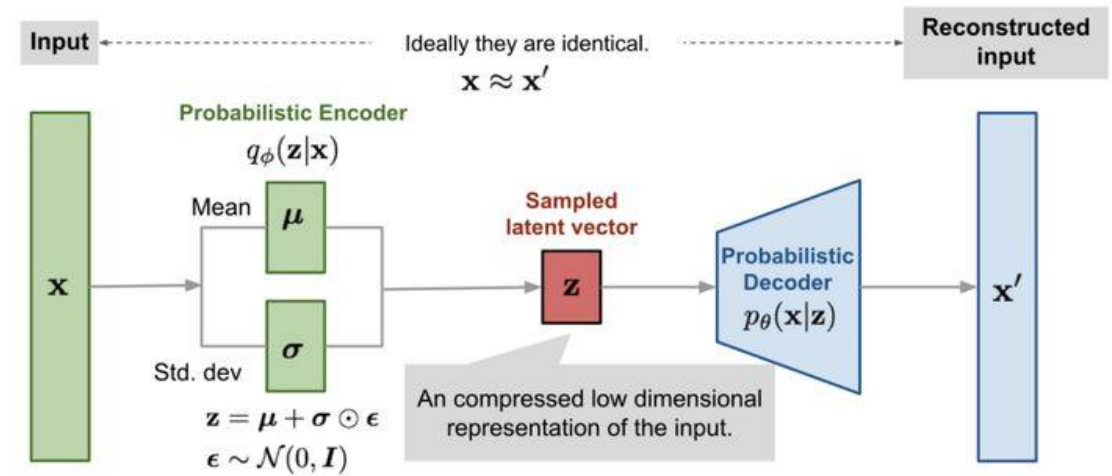 Input
Ideally they are identical.
x ≈ x′
Reconstructed
input
Probabilistic Encoder
qϕ(z|x)
Mean
μ
Sampled
latent vector
x
z
Probabilistic
Decoder
pθ(x|z)
x′
σ
Std. dev
z = μ + σ ⊙ ϵ
ϵ ∼ 𝒩(0, I)
An compressed low dimensional
representation of the input.